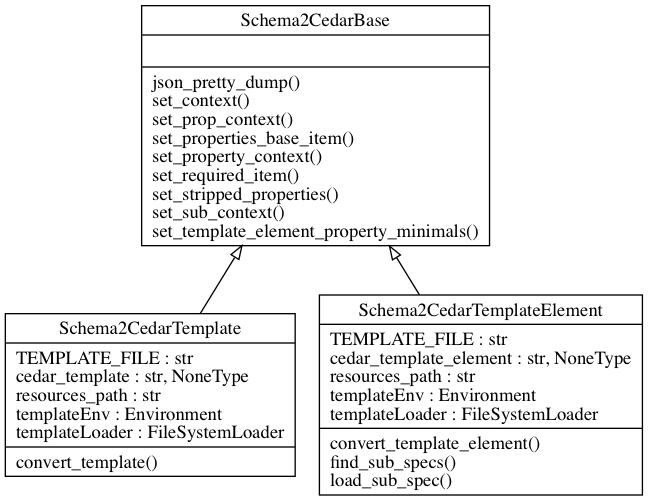 Schema2CedarBase
json_pretty_dump()
set_context()
set_prop_context()
set_properties_base_item()
set_property_context()
set_required_item()
set_stripped_properties()
set_sub_context()
set_template_element_property_minimals()
Schema2CedarTemplate
TEMPLATE_FILE : str
cedar_template : str, NoneType
resources_path : str
templateEnv : Environment
templateLoader : FileSystemLoader
convert_template()
Schema2CedarTemplateElement
TEMPLATE_FILE : str
cedar_template_element : str, NoneType
resources_path : str
templateEnv : Environment
templateLoader : FileSystemLoader
convert_template_element()
find_sub_specs()
load_sub_spec()